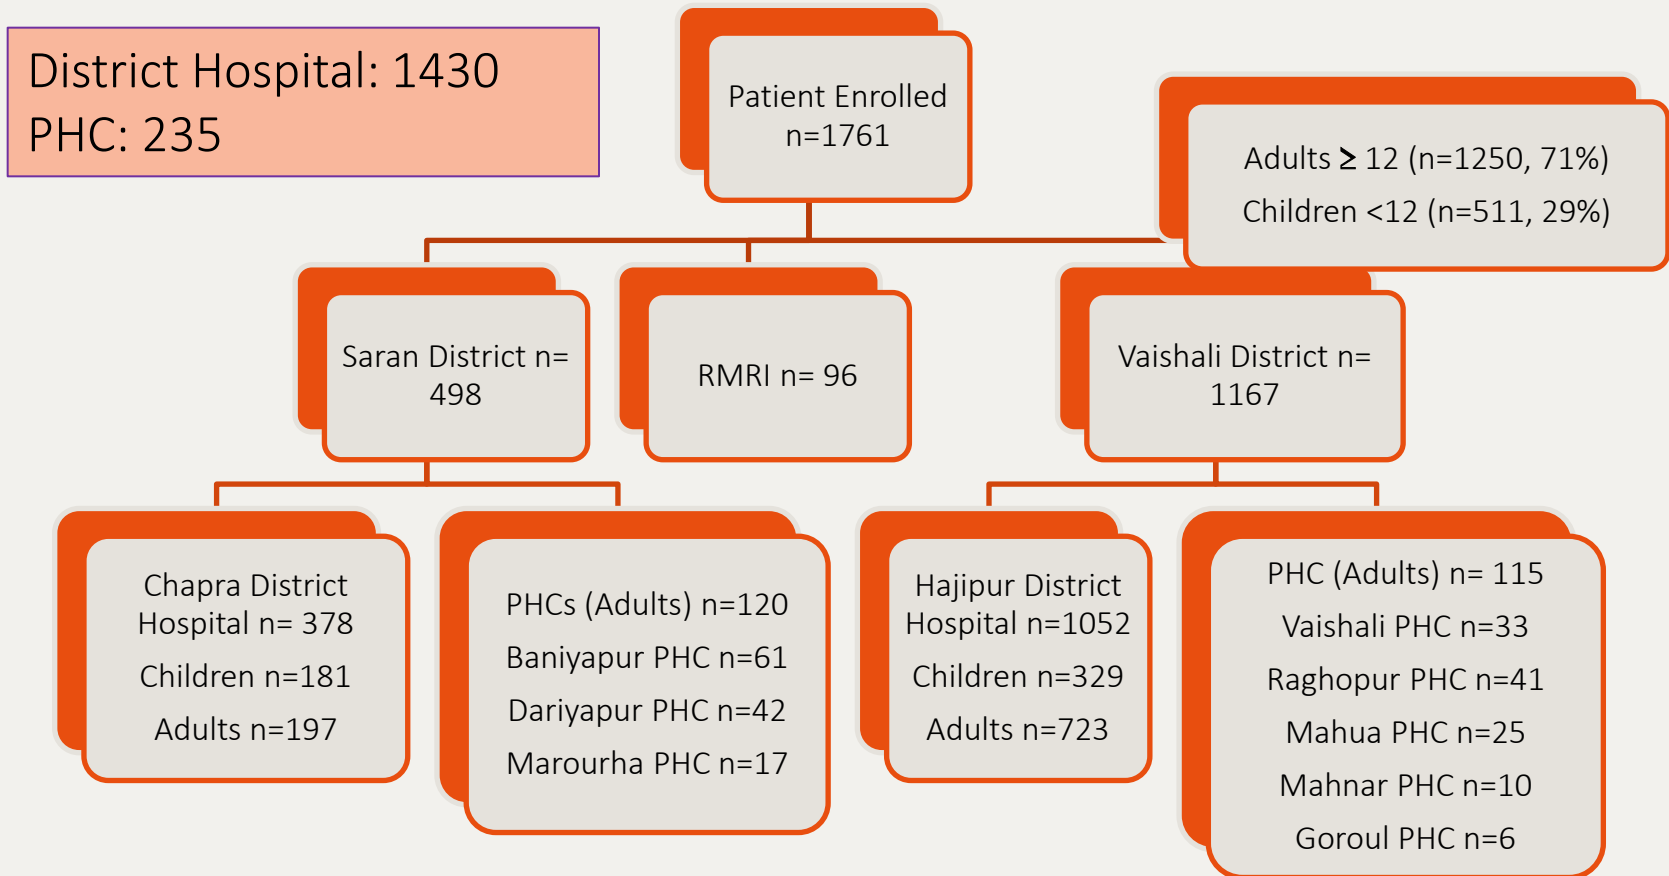 District Hospital: 1430
PHC: 235
Patient Enrolled
n=1761
Adults ≥ 12 (n=1250, 71%)
Children <12 (n=511, 29%)
Saran District n=
498
RMRI n= 96
Vaishali District n=
1167
Chapra District
Hospital n= 378
Children n=181
Adults n=197
PHCs (Adults) n=120
Baniyapur PHC n=61
Dariyapur PHC n=42
Marourha PHC n=17
Hajipur District
Hospital n=1052
Children n=329
Adults n=723
PHC (Adults) n= 115
Vaishali PHC n=33
Raghopur PHC n=41
Mahua PHC n=25
Mahnar PHC n=10
Goroul PHC n=6